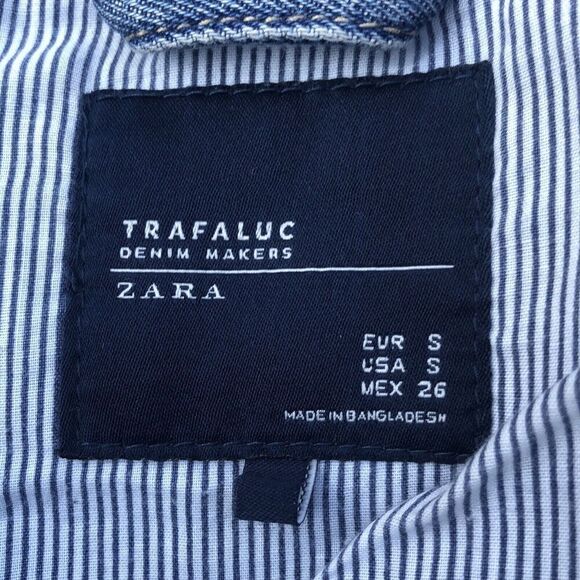 TRAFALUC
DENIM MAKERS
ZARA
EUR S
USA S
MEX 26
MADE IN BANGLADESH